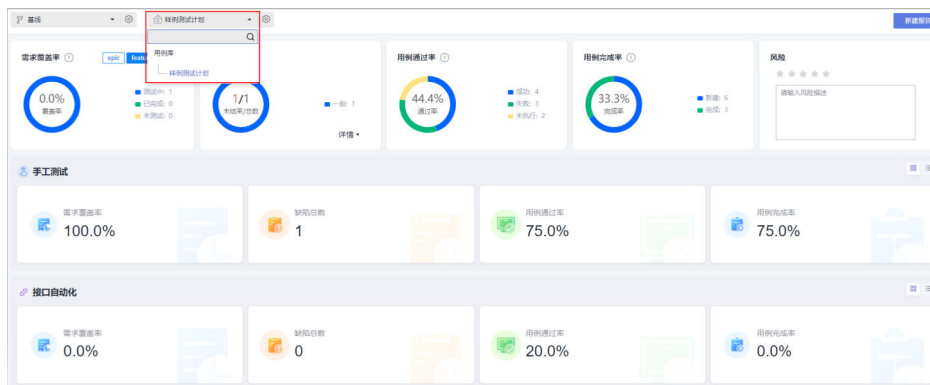 基线
样例测试计划
新建报告
用例库
样例测试计划
需求覆盖率
epic
0.0%
覆盖率
测试中: 1
已完成: 0
未测试: 0
1/1
未结果/总数
一般: 1
详情
用例通过率
44.4%
通过率
成功: 4
失败: 3
未执行: 2
用例完成率
33.3%
完成率
新建: 6
完成: 3
风险
请输入风险描述
手工测试
需求覆盖率
100.0%
缺陷总数
1
用例通过率
75.0%
用例完成率
75.0%
接口自动化
需求覆盖率
0.0%
缺陷总数
0
用例通过率
20.0%
用例完成率
0.0%